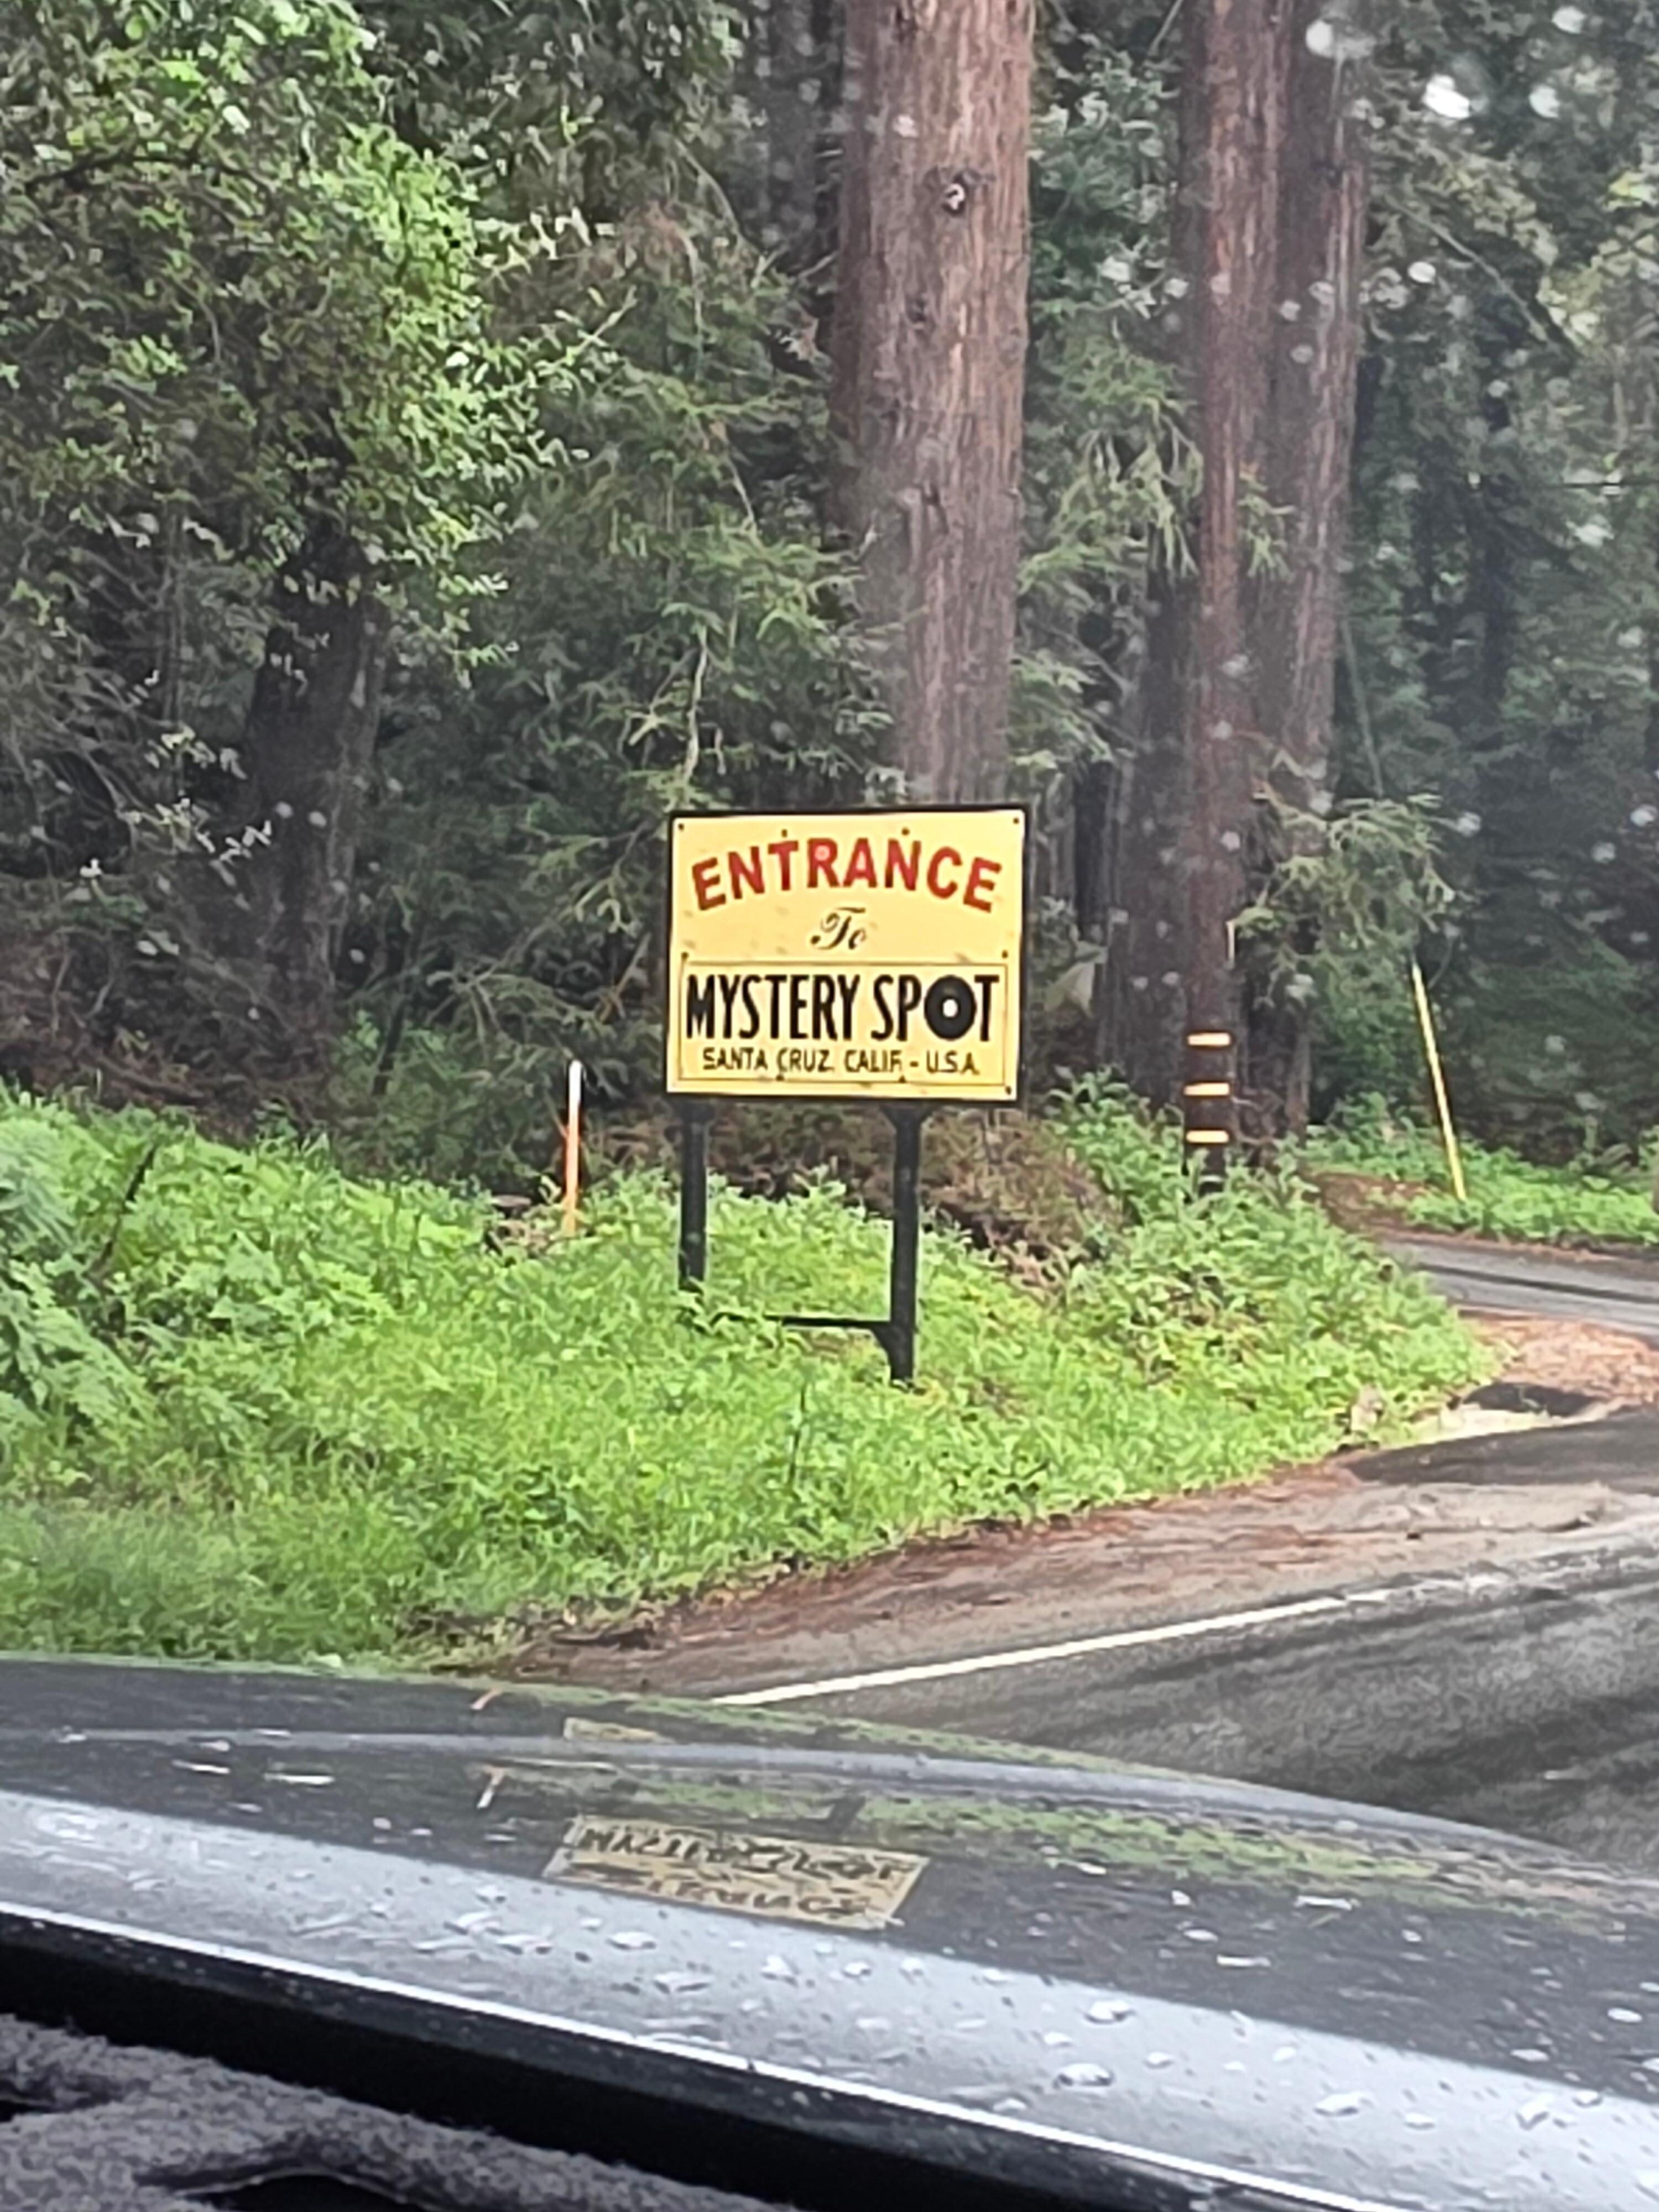 ENTRANCE
To
MYSTERY SPOT
SANTA CRUZ, CALIF. - U.S.A.